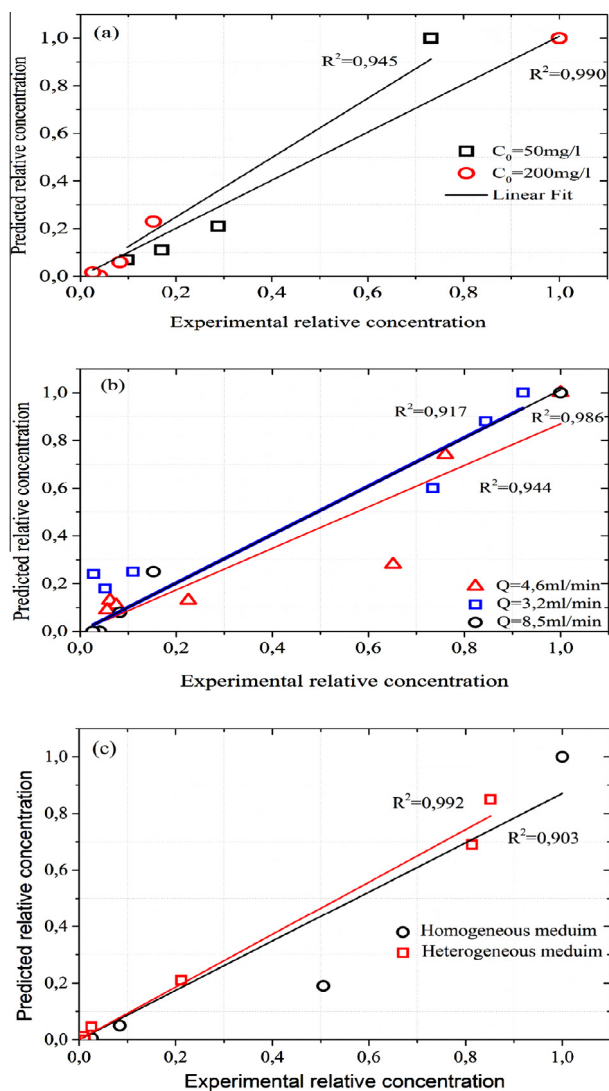 (a)
Predicted relative concentration
1,0
0,8
0,6
0,4
0,2
0,0
R²=0,945
R²=0,990
C₀=50mg/l
C₀=200mg/l
Linear Fit
0,0 0,2 0,4 0,6 0,8 1,0
Experimental relative concentration
(b)
Predicted relative concentration
1,0
0,8
0,6
0,4
0,2
0,0
R²=0,917
R²=0,986
R²=0,944
Q=4,6ml/min
Q=3,2ml/min
Q=8,5ml/min
0,0 0,2 0,4 0,6 0,8 1,0
Experimental relative concentration
(c)
Predicted relative concentration
1,0
0,8
0,6
0,4
0,2
0,0
R²=0,992
R²=0,903
Homogeneous meduim
Heterogeneous meduim
0,0 0,2 0,4 0,6 0,8 1,0
Experimental relative concentration